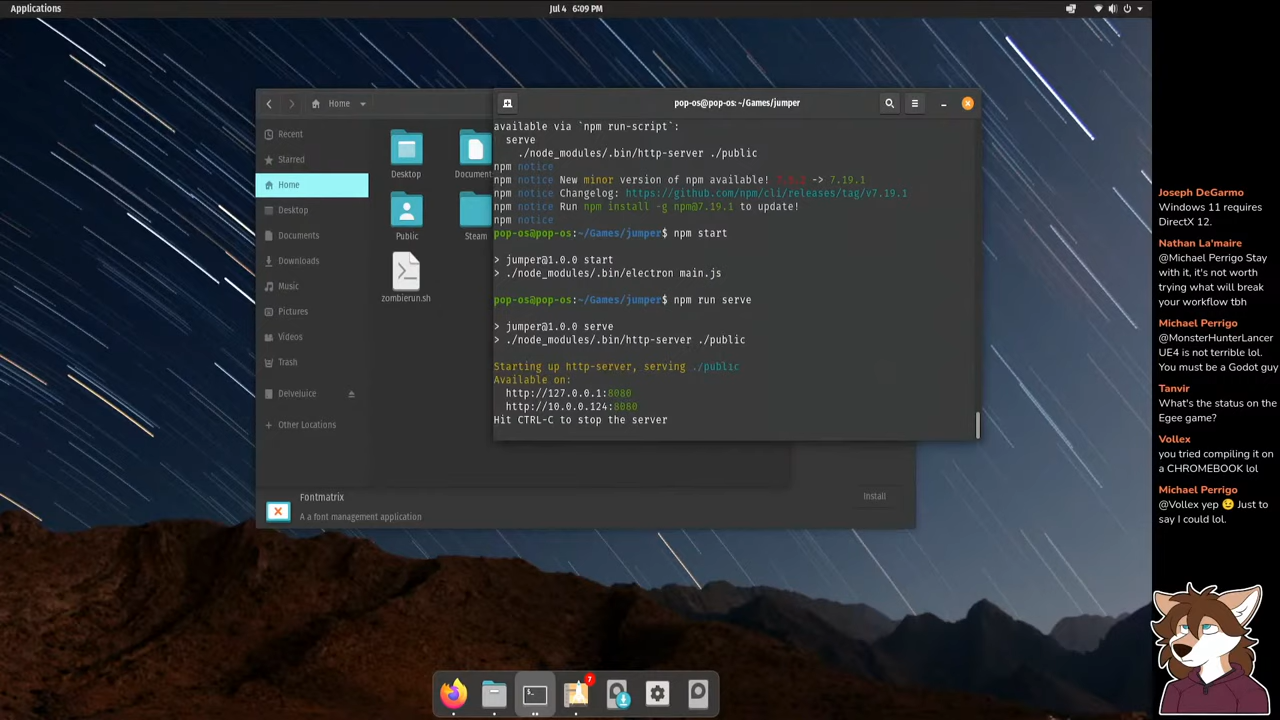 Applications
Jul 4 6:09 PM
Home
Recent
Starred
Home
Desktop
Documents
Downloads
Music
Pictures
Videos
Trash
Delveluice
Other Locations
Desktop
Document
Public
Steam
zombierun.sh
Fontmatrix
A a font management application
Install
pop-os@pop-os: ~/Games/jumper
available via `npm run-script`:
serve
./node_modules/.bin/http-server ./public
npm notice
npm notice New minor version of npm available! -> 7.19.1
npm notice Changelog: https://github.com/npm/cli/releases/tag/v7.19.1
npm notice Run npm install -g npm@7.19.1 to update!
npm notice
pop-os@pop-os:~/Games/jumper$ npm start
> jumper@1.0.0 start
> ./node_modules/.bin/electron main.js
pop-os@pop-os:~/Games/jumper$ npm run serve
> jumper@1.0.0 serve
> ./node_modules/.bin/http-server ./public
Starting up http-server, serving ./public
Available on:
http://127.0.0.1:8080
http://10.0.0.124:8080
Hit CTRL-C to stop the server
7
Joseph DeGarmo
Windows 11 requires
DirectX 12.
Nathan La'maire
@Michael Perrigo Stay
with it, it's not worth
trying what will break
your workflow tbh
Michael Perrigo
@MonsterHunterLancer
UE4 is not terrible lol.
You must be a Godot guy
Tanvir
What's the status on the
Egee game?
Vollex
you tried compiling it on
a CHROMEBOOK lol
Michael Perrigo
@Vollex yep 😉 Just to
say I could lol.